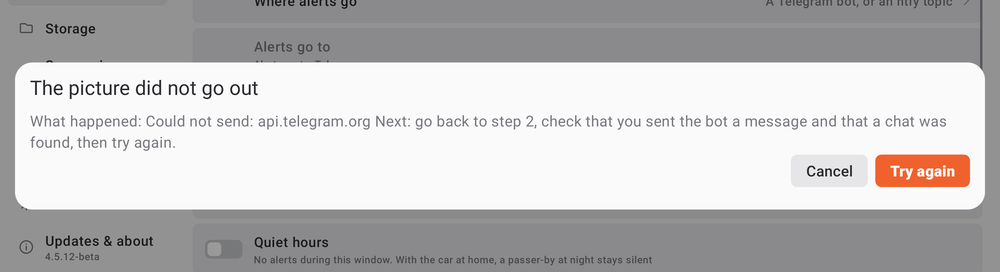 Where alerts go
A Telegram bot, or an ntfy topic
Storage
Alerts go to
The picture did not go out
What happened: Could not send: api.telegram.org Next: go back to step 2, check that you sent the bot a message and that a chat was
found, then try again.
Cancel
Try again
Updates & about
4.5.12-beta
Quiet hours
No alerts during this window. With the car at home, a passer-by at night stays silent